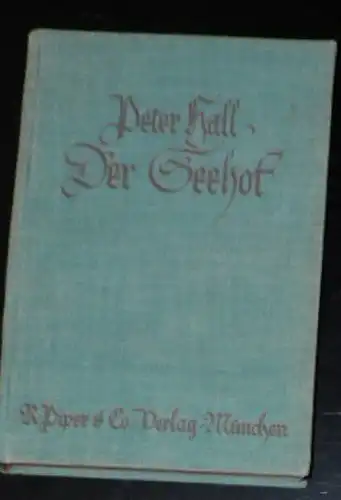 Peter Hall
Der Seehof
R. Piper & Co Verlag-München